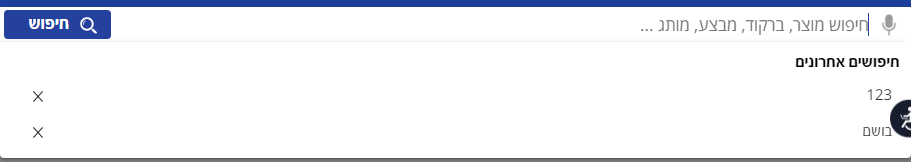 חיפוש מוצר, ברקוד, מבצע, מותג ...
חיפוש
חיפושים אחרונים
123
בושם